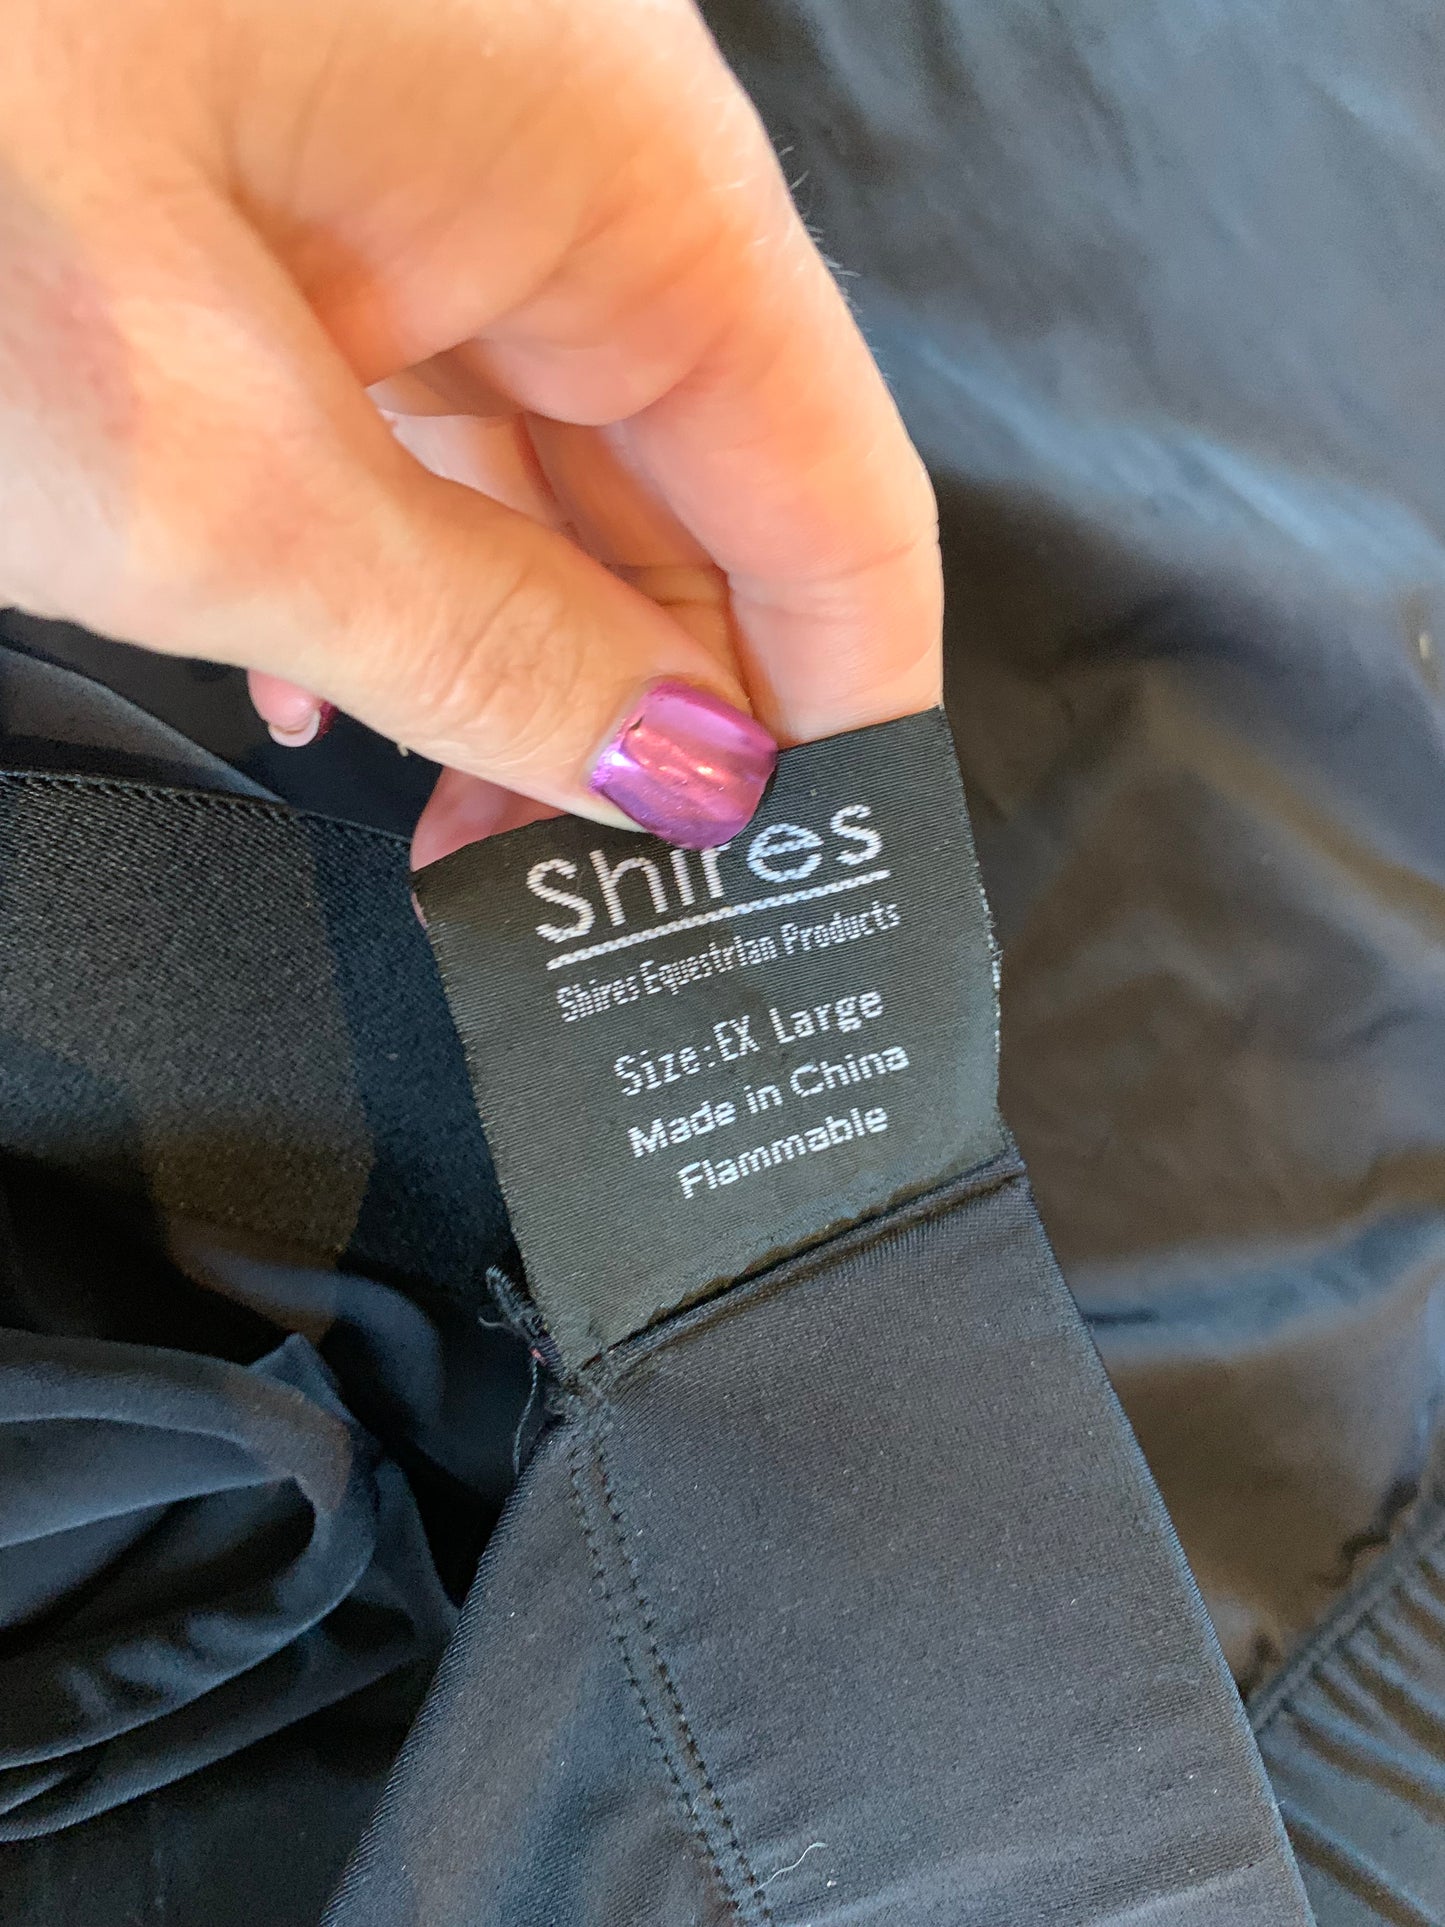 Shires
Shires Equestrian Products
Size:EX Large
Made in China
Flammable